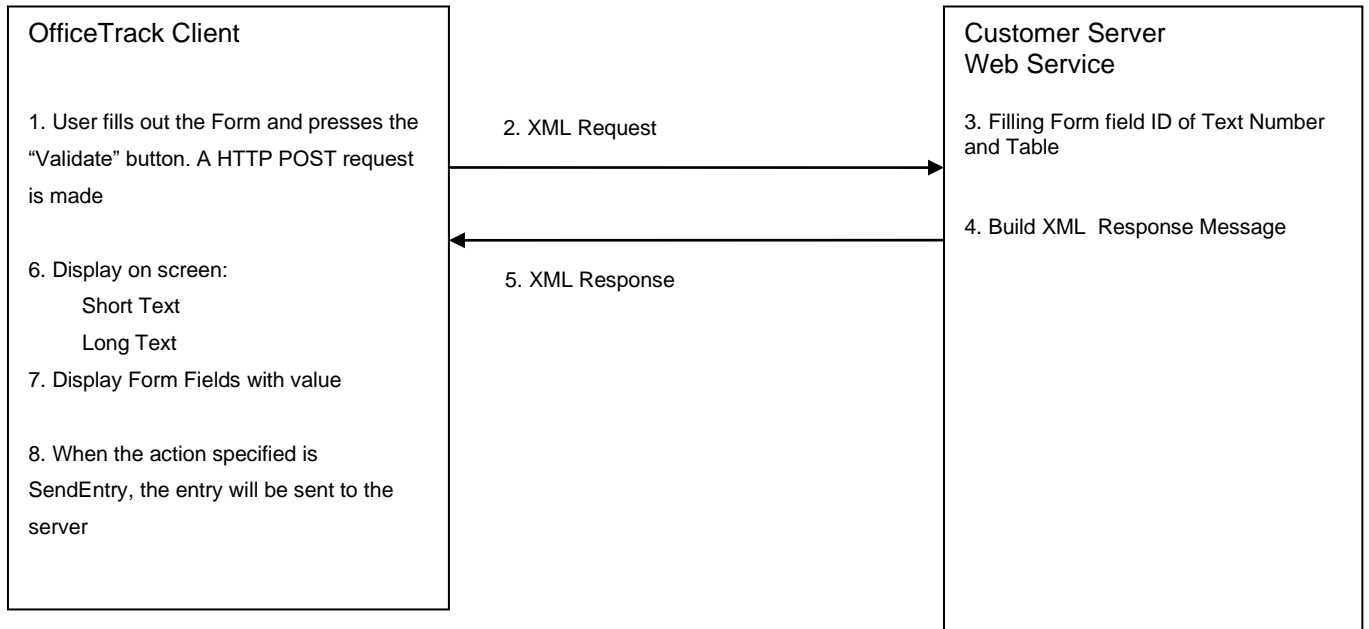 OfficeTrack Client
1. User fills out the Form and presses the
“Validate” button. A HTTP POST request
is made
6. Display on screen:
Short Text
Long Text
7. Display Form Fields with value
8. When the action specified is
SendEntry, the entry will be sent to the
server
2. XML Request
5. XML Response
Customer Server
Web Service
3. Filling Form field ID of Text Number
and Table
4. Build XML  Response Message